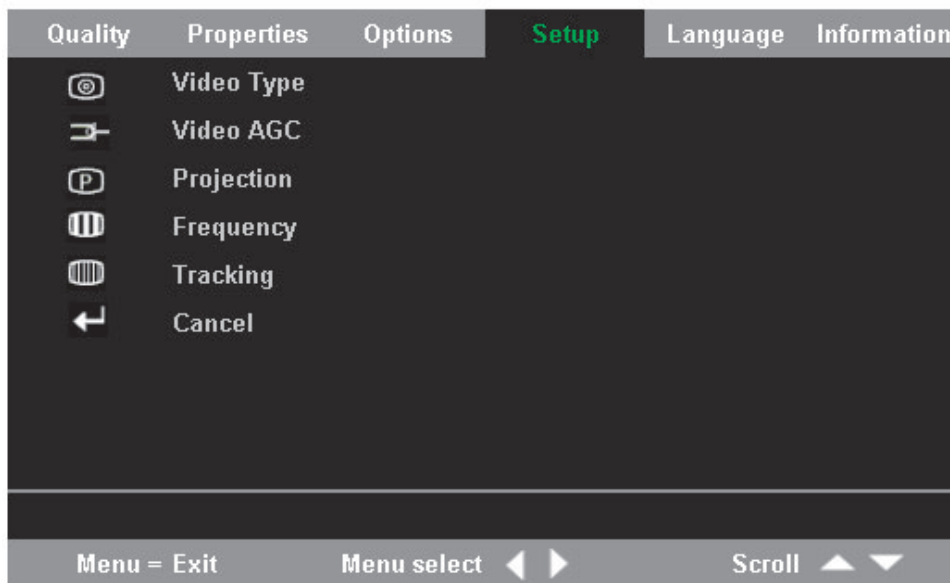 Quality Properties Options Setup Language Information
Video Type
Video AGC
P Projection
Frequency
Tracking
Cancel
Menu = Exit Menu select Scroll